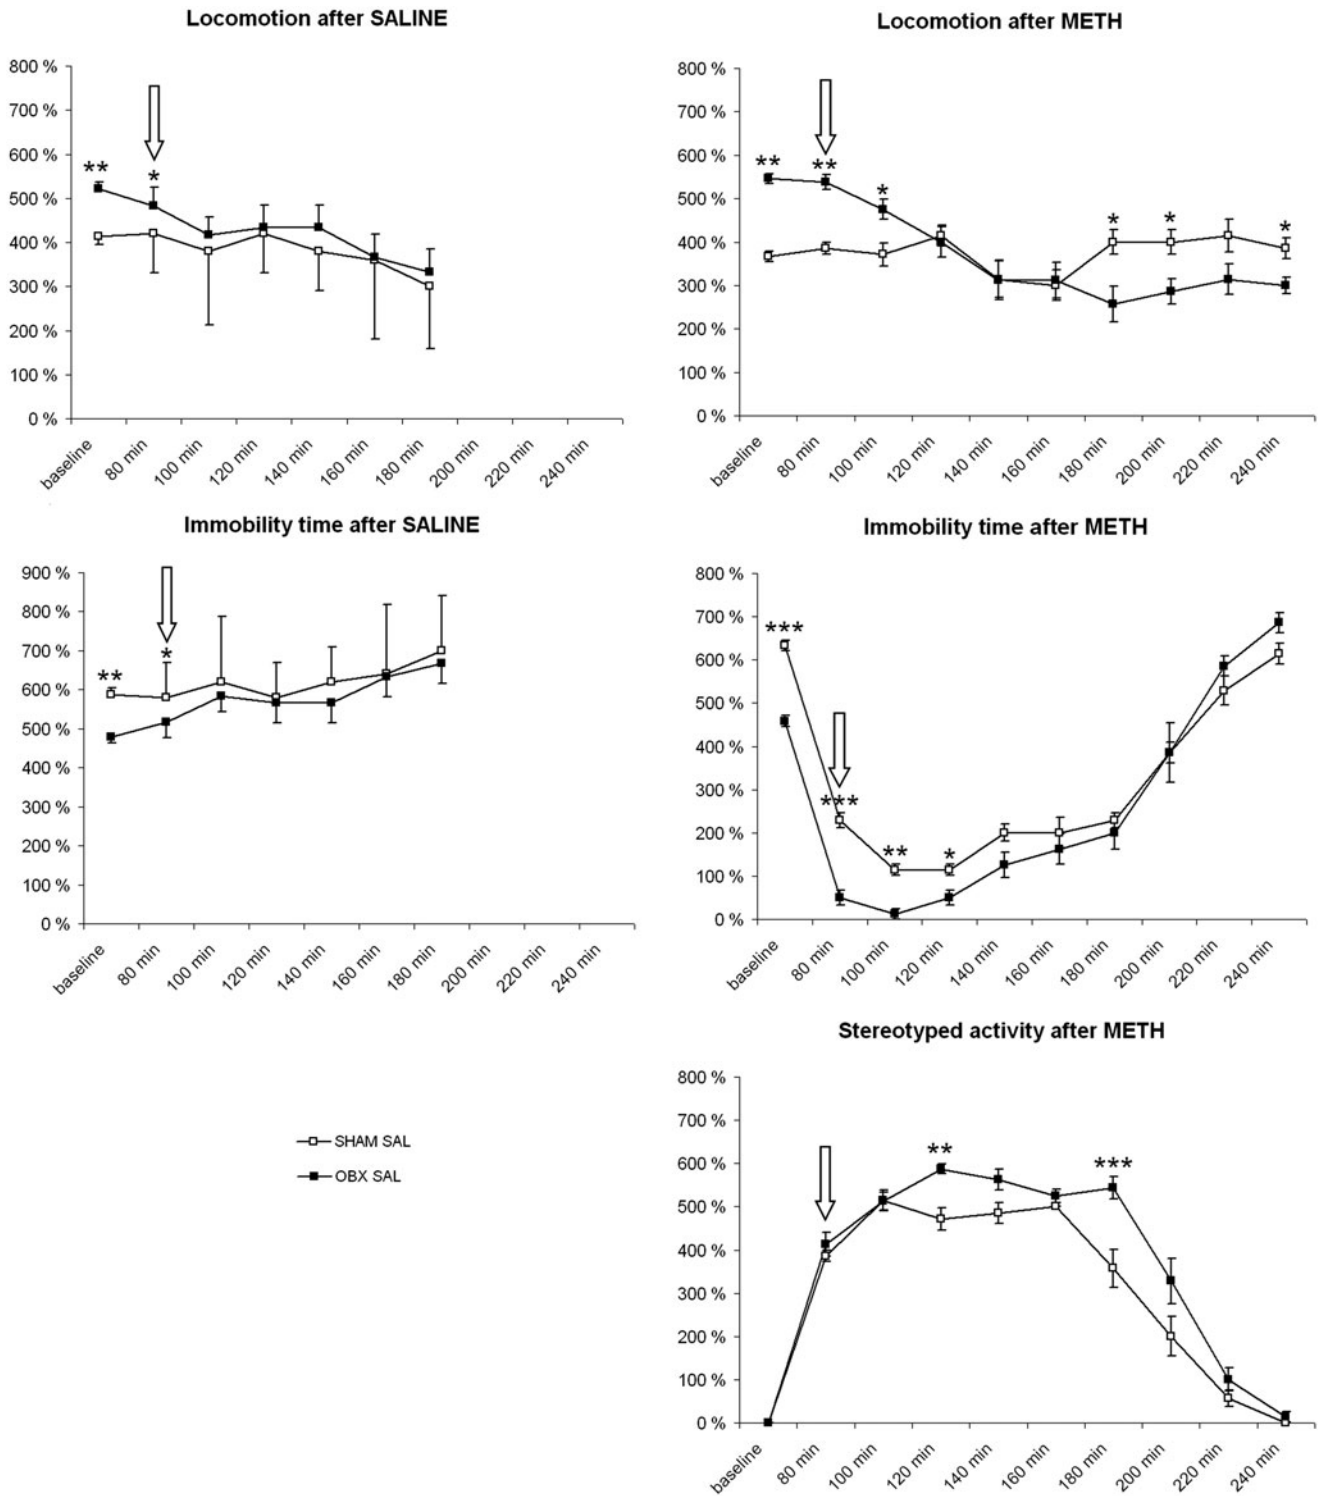 Locomotion after SALINE
800 %
700 %
600 %
500 %
400 %
300 %
200 %
100 %
0 %
**
*
baseline
80 min
100 min
120 min
140 min
160 min
180 min
200 min
220 min
240 min
Locomotion after METH
800 %
700 %
600 %
500 %
400 %
300 %
200 %
100 %
0 %
**
**
*
*
*
*
baseline
80 min
100 min
120 min
140 min
160 min
180 min
200 min
220 min
240 min
Immobility time after SALINE
900 %
800 %
700 %
600 %
500 %
400 %
300 %
200 %
100 %
0 %
**
*
baseline
80 min
100 min
120 min
140 min
160 min
180 min
200 min
220 min
240 min
Immobility time after METH
800 %
700 %
600 %
500 %
400 %
300 %
200 %
100 %
0 %
***
***
**
*
baseline
80 min
100 min
120 min
140 min
160 min
180 min
200 min
220 min
240 min
SHAM SAL
OBX SAL
Stereotyped activity after METH
800 %
700 %
600 %
500 %
400 %
300 %
200 %
100 %
0 %
**
***
baseline
80 min
100 min
120 min
140 min
160 min
180 min
200 min
220 min
240 min